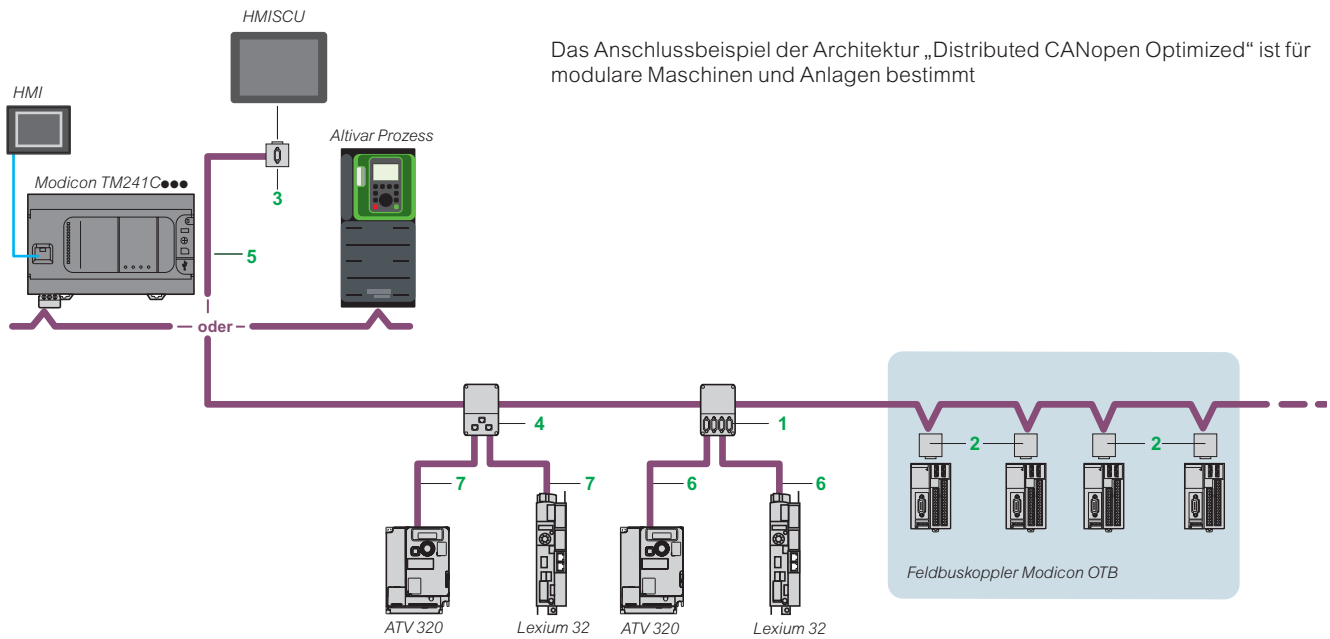 HMISCU
Das Anschlussbeispiel der Architektur „Distributed CANopen Optimized“ ist für
modulare Maschinen und Anlagen bestimmt
HMI
Altivar Prozess
Modicon TM241C●●●
3
5
oder
4
1
2
2
7
7
6
6
Feldbuskoppler Modicon OTB
ATV 320
Lexium 32
ATV 320
Lexium 32